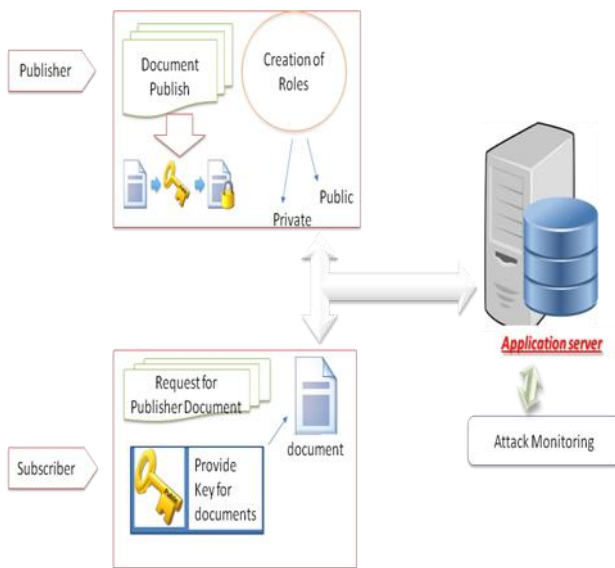 Publisher
Document
Publish
Creation of
Roles
Public
Private
Application server
Attack Monitoring
Request for
Publisher Document
document
Subscriber
Public
Provide
Key for
documents